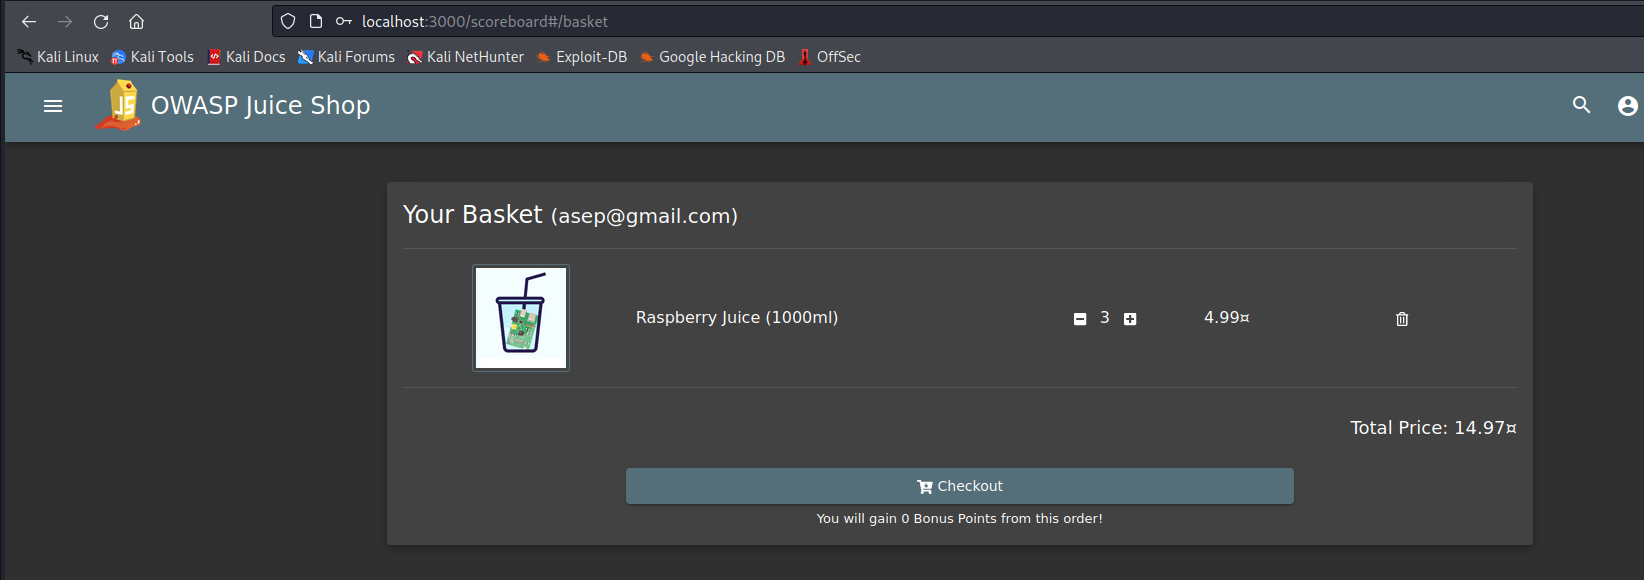 localhost:3000/scoreboard#/basket
Kali Linux Kali Tools Kali Docs Kali Forums Kali NetHunter Exploit-DB Google Hacking DB OffSec
JS OWASP Juice Shop
Your Basket (asep@gmail.com)
Raspberry Juice (1000ml) 3 4.99¤
Total Price: 14.97¤
Checkout
You will gain 0 Bonus Points from this order!